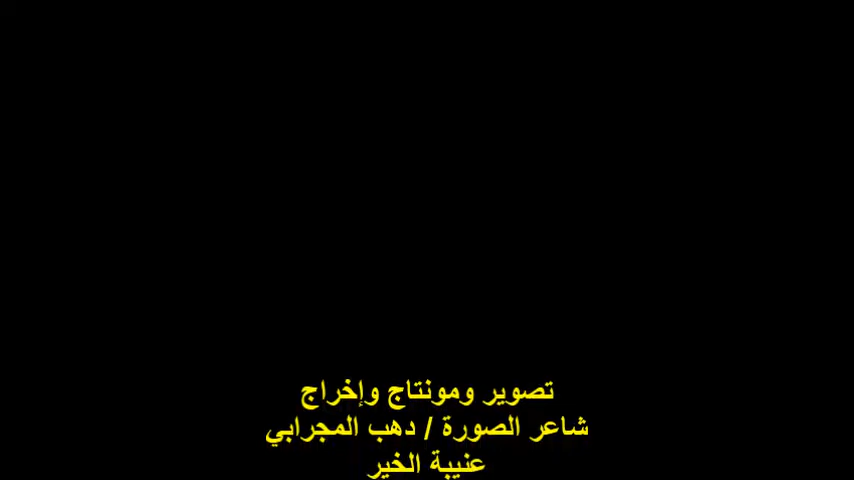 تصوير ومونتاج وإخراج
شاعر الصورة / دهب المجرابي
عنيبة الخير